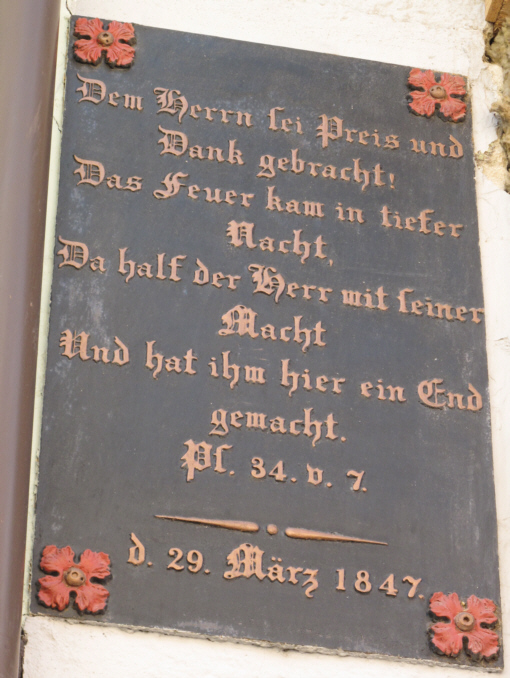 Dem Herrn sei Preis und
Dank gebracht!
Das Feuer kam in tiefer
Nacht,
Da half der Herr mit seiner
Macht
Und hat ihm hier ein End
gemacht.
Ps. 34. v. 7.
d. 29. März 1847.